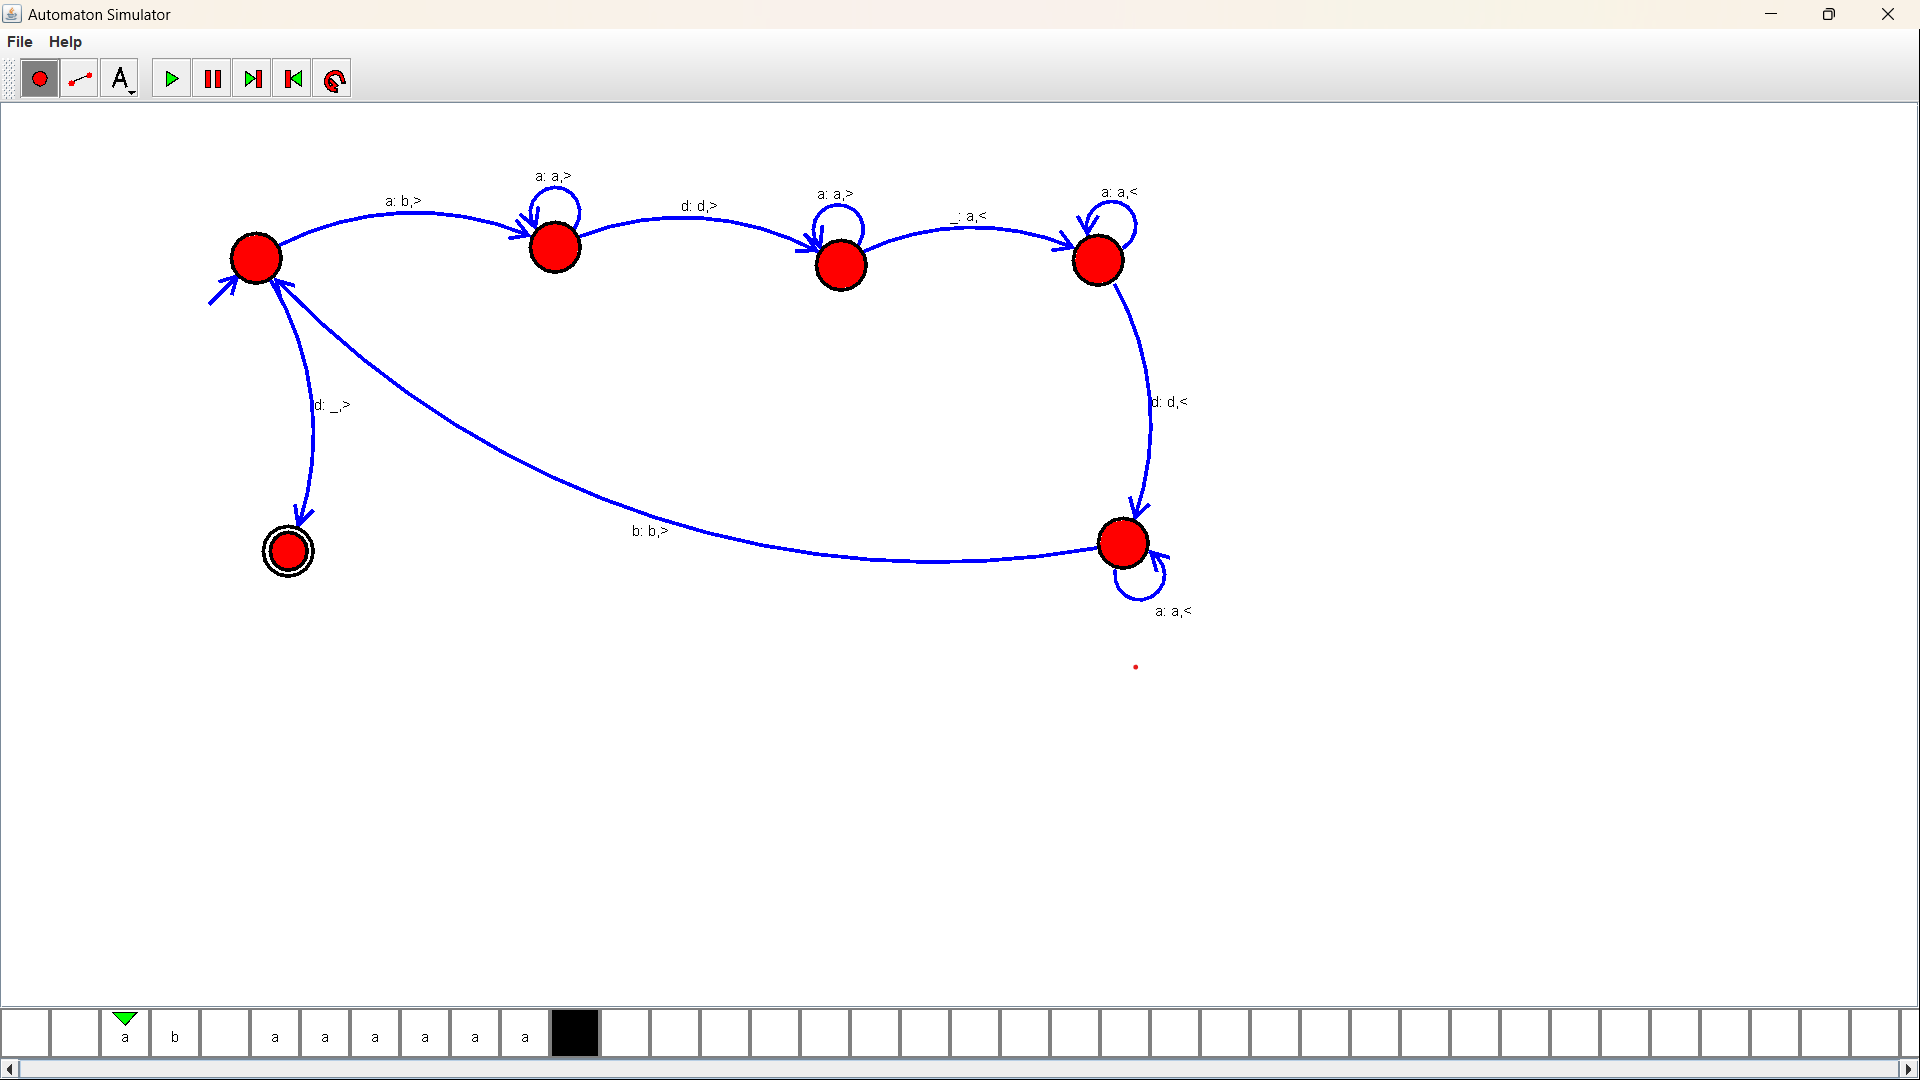 Automaton Simulator
File Help
A
a: a,>
a: a,>
a: a,<
a: b,>
d: d,>
_: a,<
d: _,>
d: d,<
b: b,>
a: a,<
a b a a a a a a